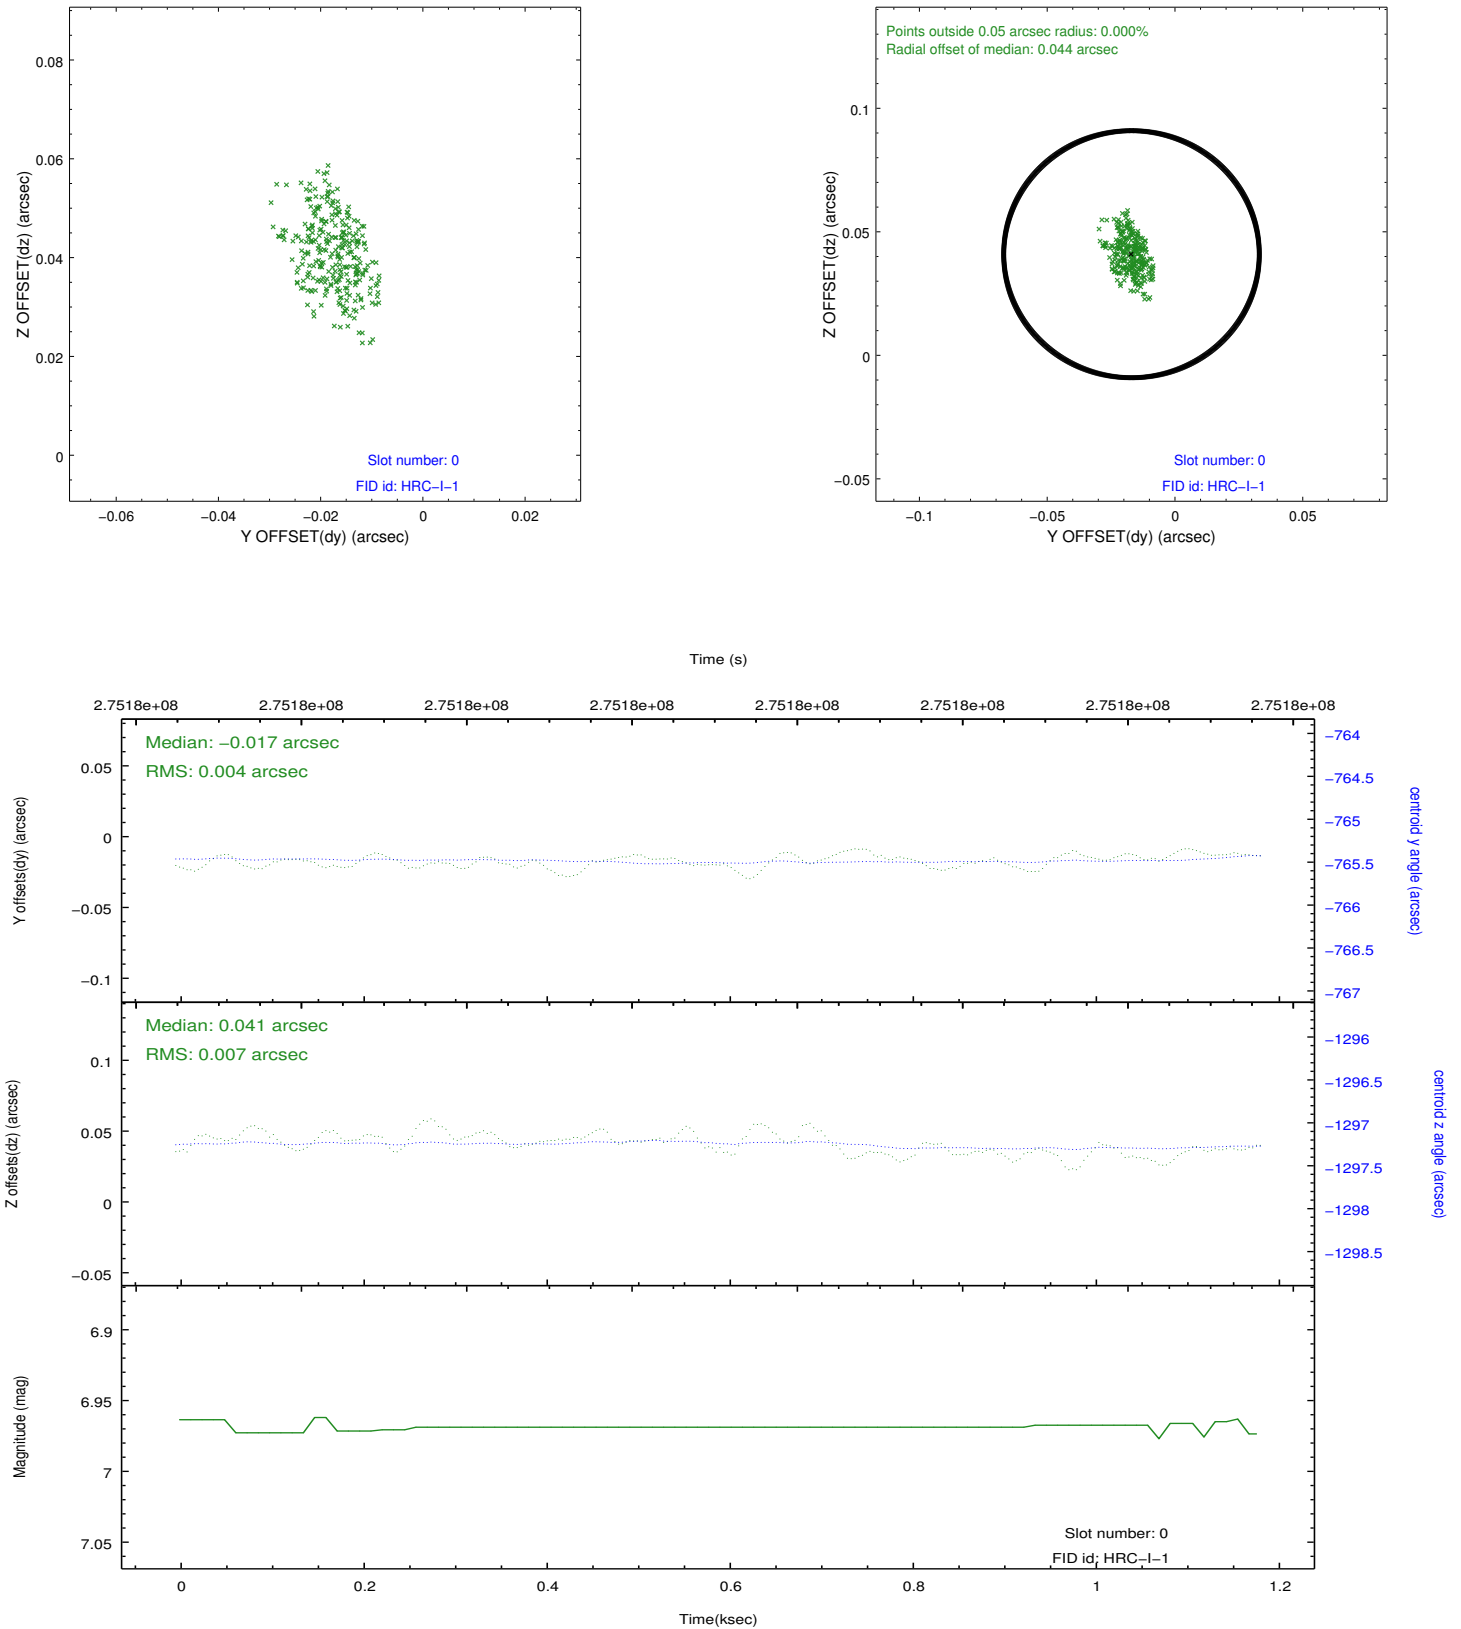 0.08
0.06
0.04
0.02
0
Z OFFSET(dz) (arcsec)
Slot number: 0
FID id: HRC−I−1
−0.06
−0.04
−0.02
0
0.02
Y OFFSET(dy) (arcsec)
Points outside 0.05 arcsec radius: 0.000%
Radial offset of median: 0.044 arcsec
0.1
0.05
0
−0.05
Z OFFSET(dz) (arcsec)
Slot number: 0
FID id: HRC−I−1
−0.1
−0.05
0
0.05
Y OFFSET(dy) (arcsec)
Time (s)
2.7518e+08
2.7518e+08
2.7518e+08
2.7518e+08
2.7518e+08
2.7518e+08
2.7518e+08
2.7518e+08
Median: −0.017 arcsec
RMS: 0.004 arcsec
0.05
0
−0.05
−0.1
Y offsets(dy) (arcsec)
−764
−764.5
−765
−765.5
−766
−766.5
−767
centroid y angle (arcsec)
Median: 0.041 arcsec
RMS: 0.007 arcsec
0.1
0.05
0
−0.05
Z offsets(dz) (arcsec)
−1296
−1296.5
−1297
−1297.5
−1298
−1298.5
centroid z angle (arcsec)
6.9
6.95
7
7.05
Magnitude (mag)
Slot number: 0
FID id: HRC−I−1
0
0.2
0.4
0.6
0.8
1
1.2
Time(ksec)